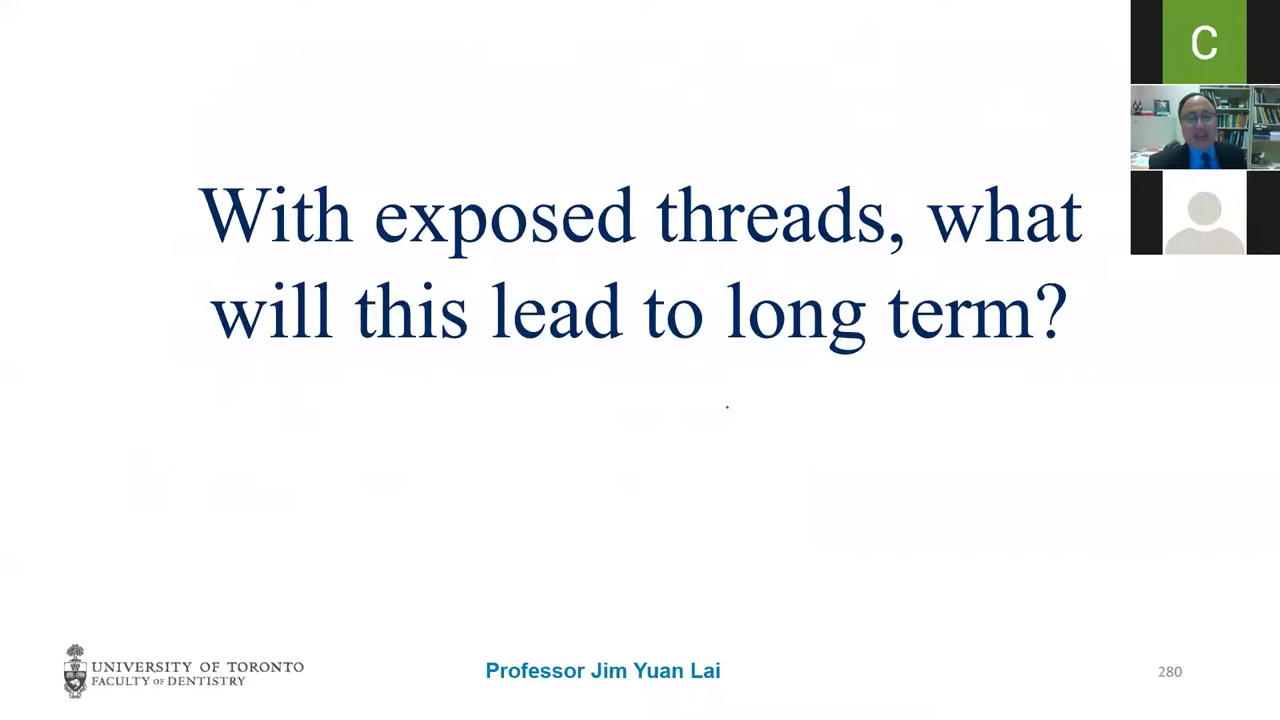 C
With exposed threads, what
will this lead to long term?
UNIVERSITY OF TORONTO
FACULTY OF DENTISTRY
Professor Jim Yuan Lai
280